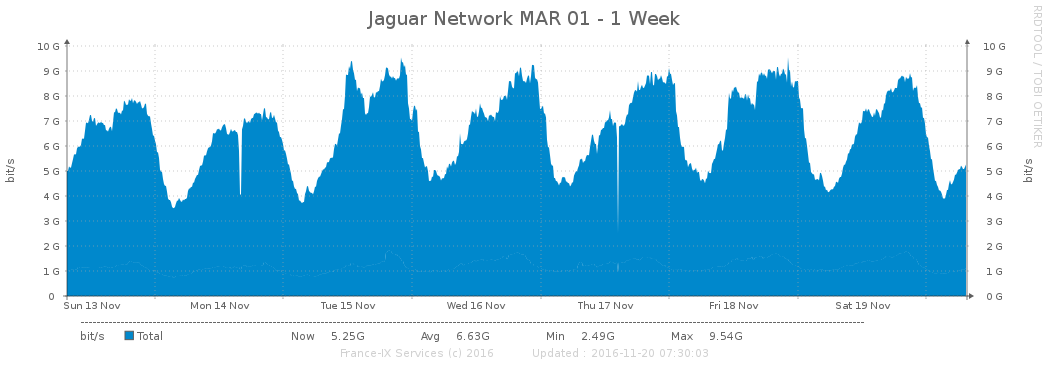 Jaguar Network MAR 01 - 1 Week
RRDTOOL / TOBI OETIKER
bit/s
10 G
9 G
8 G
7 G
6 G
5 G
4 G
3 G
2 G
1 G
0
10 G
9 G
8 G
7 G
6 G
5 G
4 G
3 G
2 G
1 G
0 G
bit/s
Sun 13 Nov Mon 14 Nov Tue 15 Nov Wed 16 Nov Thu 17 Nov Fri 18 Nov Sat 19 Nov
bit/s Total Now 5.25G Avg 6.63G Min 2.49G Max 9.54G
France-IX Services (c) 2016 Updated : 2016-11-20 07:30:03